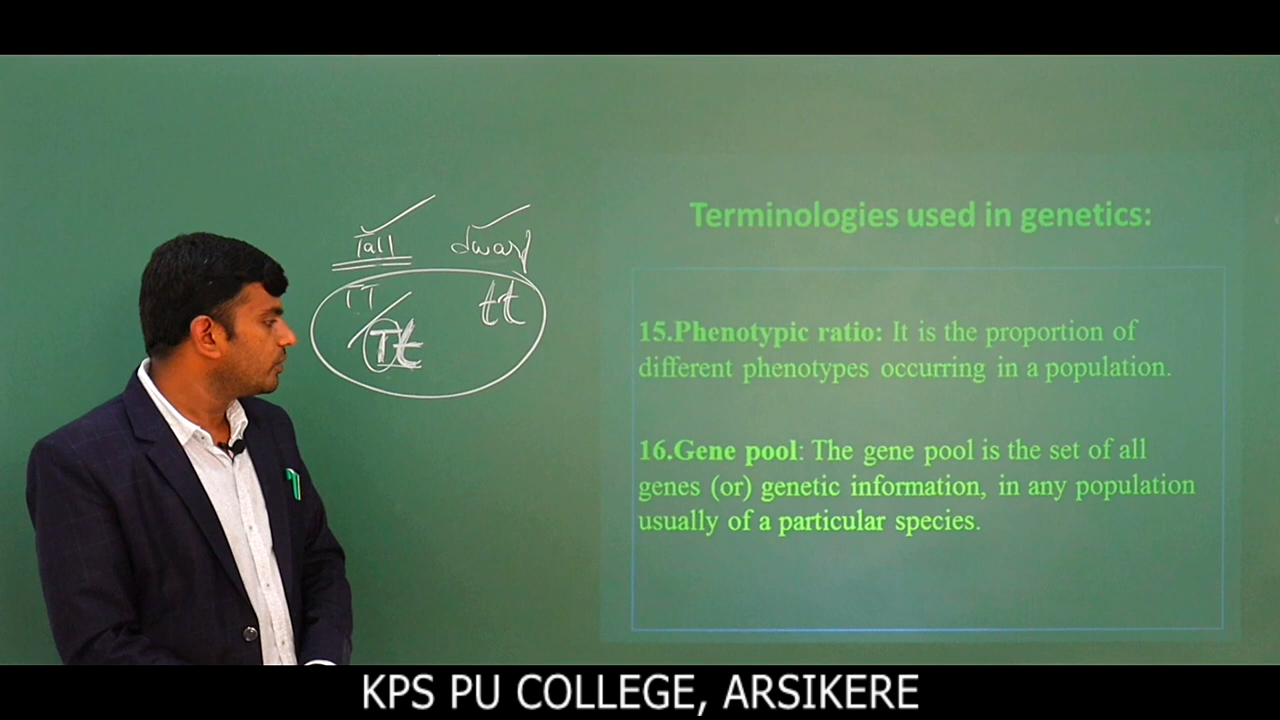 Tall dwarf
TT tt
Tt
Terminologies used in genetics:
15.Phenotypic ratio: It is the proportion of
different phenotypes occurring in a population.
16.Gene pool: The gene pool is the set of all
genes (or) genetic information, in any population
usually of a particular species.
KPS PU COLLEGE, ARSIKERE